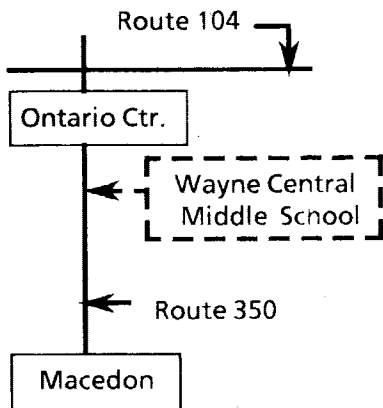 Route 104
Ontario Ctr.
Wayne Central
Middle School
Route 350
Macedon